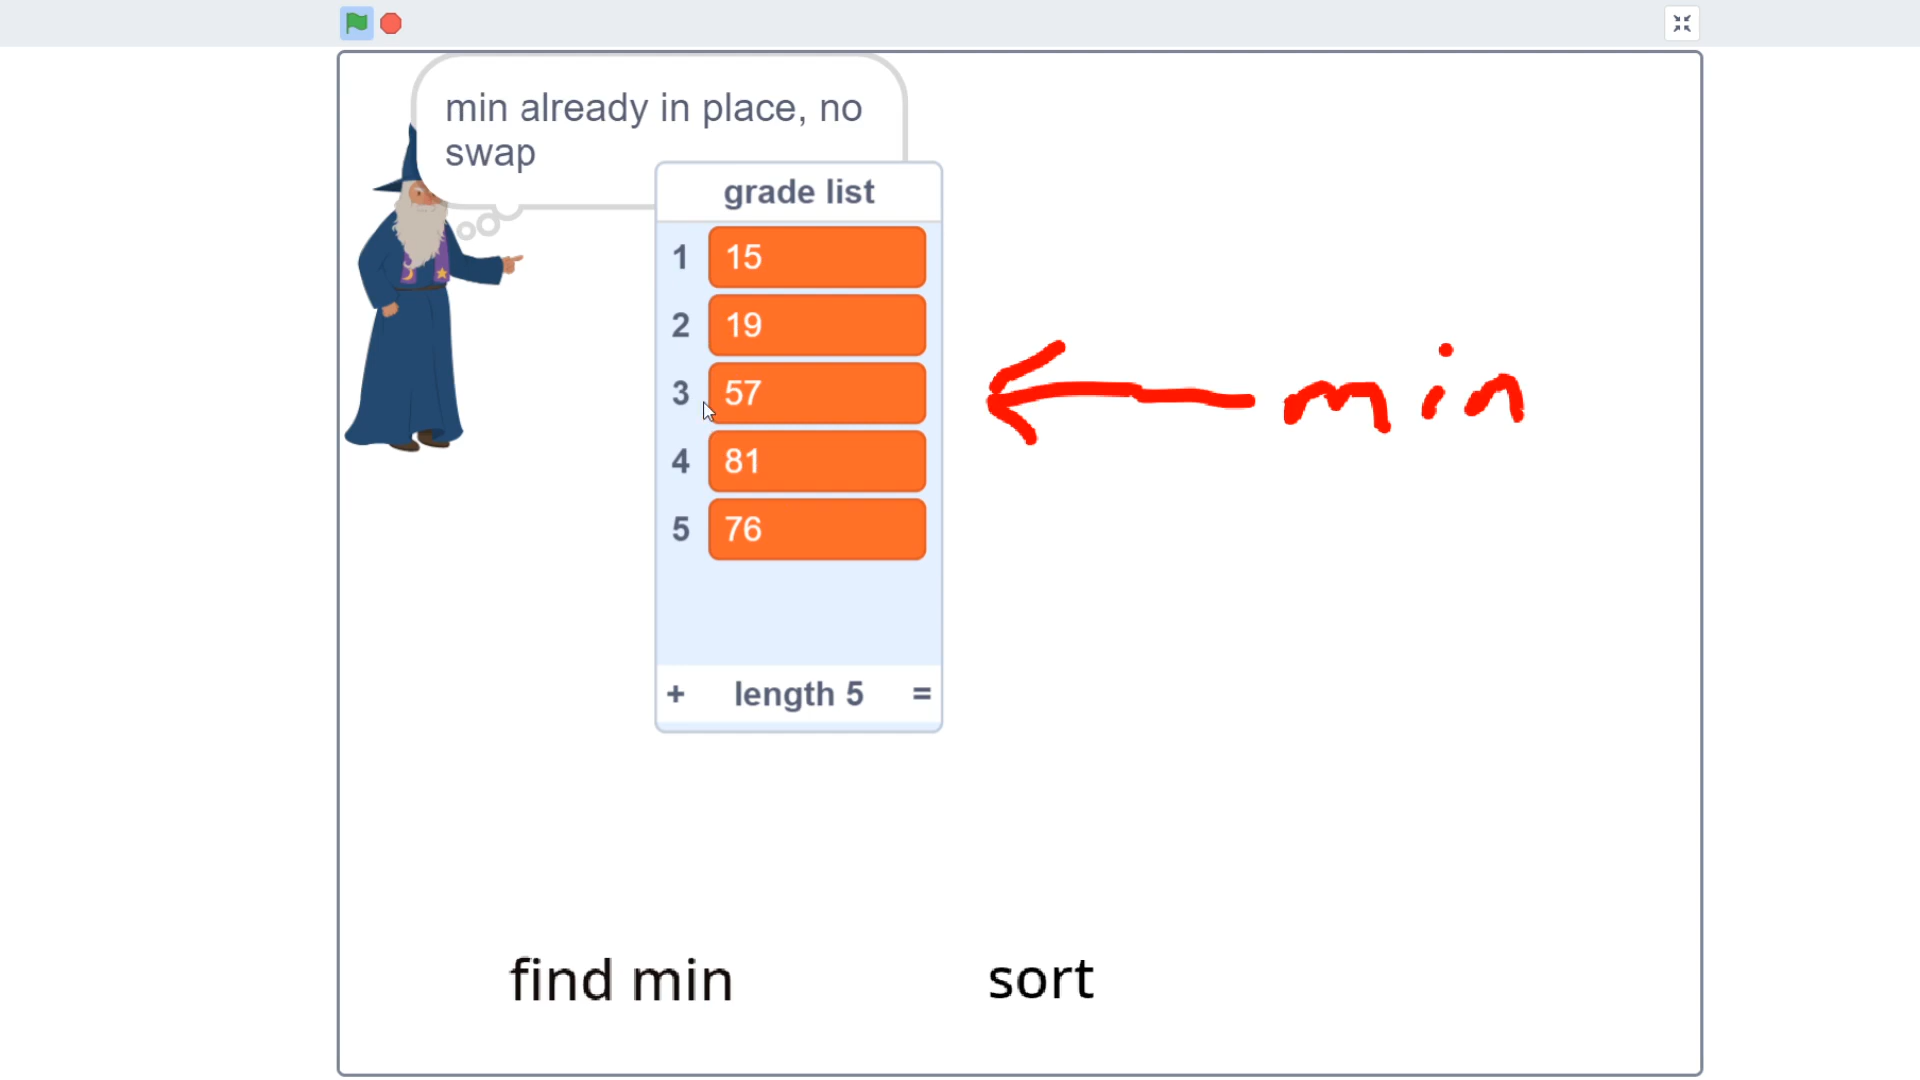 min already in place, no
swap
grade list
1 15
2 19
3 57
min
4 81
5 76
+ length 5 =
find min
sort